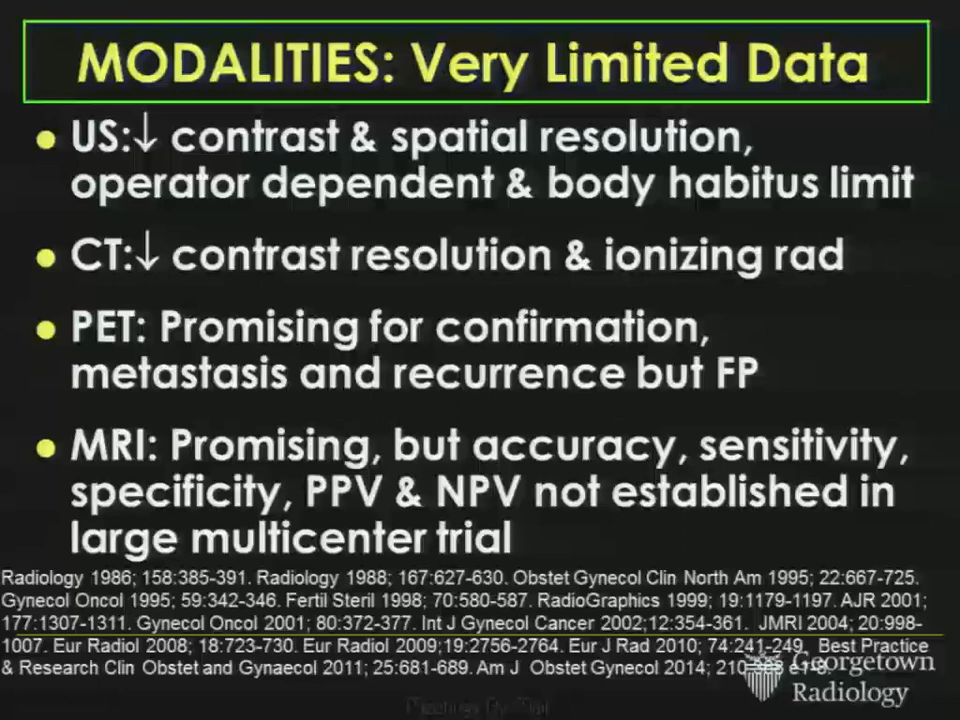 MODALITIES: Very Limited Data
● US:↓ contrast & spatial resolution,
operator dependent & body habitus limit
● CT:↓ contrast resolution & ionizing rad
● PET: Promising for confirmation,
metastasis and recurrence but FP
● MRI: Promising, but accuracy, sensitivity,
specificity, PPV & NPV not established in
large multicenter trial
Radiology 1986; 158:385-391. Radiology 1988; 167:627-630. Obstet Gynecol Clin North Am 1995; 22:667-725.
Gynecol Oncol 1995; 59:342-346. Fertil Steril 1998; 70:580-587. RadioGraphics 1999; 19:1179-1197. AJR 2001;
177:1307-1311. Gynecol Oncol 2001; 80:372-377. Int J Gynecol Cancer 2002;12:354-361. JMRI 2004; 20:998-
1007. Eur Radiol 2008; 18:723-730. Eur Radiol 2009;19:2756-2764. Eur J Rad 2010; 74:241-249. Best Practice
& Research Clin Obstet and Gynaecol 2011; 25:681-689. Am J Obstet Gynecol 2014;
Georgetown
Radiology